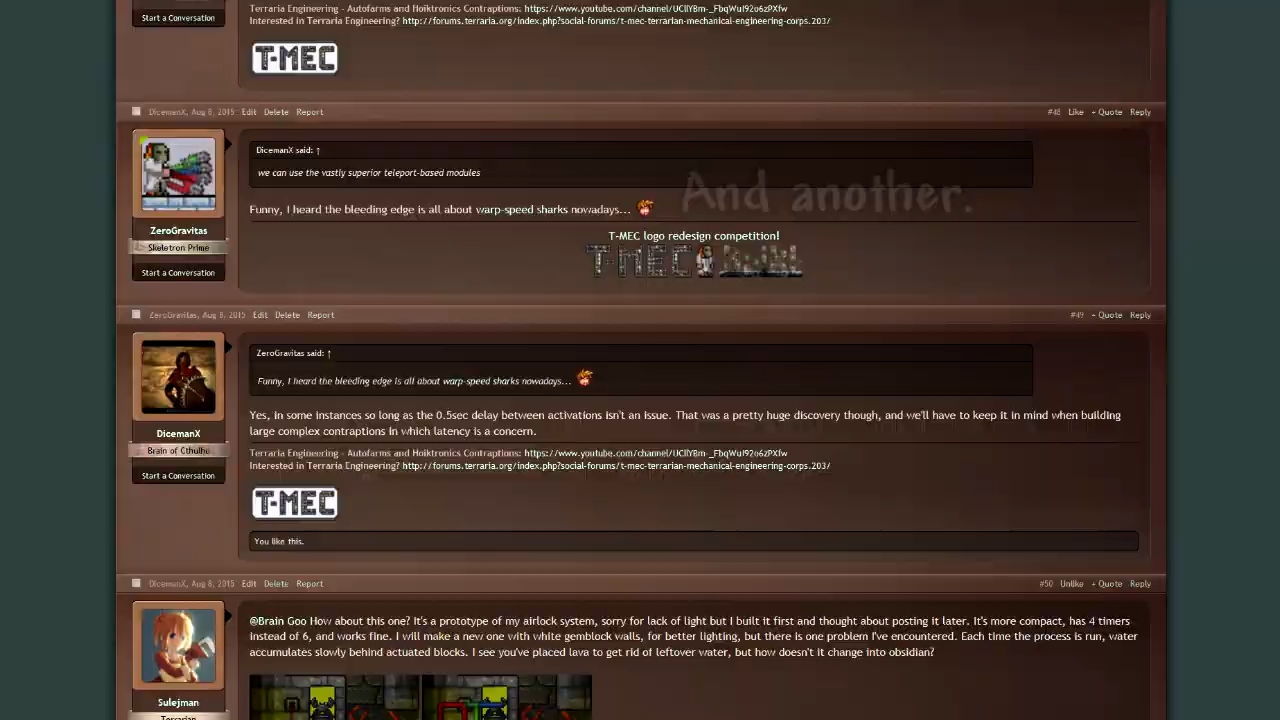 Start a Conversation
Terraria Engineering - Autofarms and Hoiktronics Contraptions: https://www.youtube.com/channel/UCIlYBm-_FbqWuI92o6zPXfw
Interested in Terraria Engineering? http://forums.terraria.org/index.php?social-forums/t-mec-terrarian-mechanical-engineering-corps.203/
T-MEC
DicemanX, Aug 8, 2015 Edit Delete Report #48 Like + Quote Reply
DicemanX said: ↑
we can use the vastly superior teleport-based modules
And another.
Funny, I heard the bleeding edge is all about warp-speed sharks nowadays...
ZeroGravitas
Skeletron Prime
Start a Conversation
T-MEC logo redesign competition!
T-MEC
ZeroGravitas, Aug 8, 2015 Edit Delete Report #49 + Quote Reply
ZeroGravitas said: ↑
Funny, I heard the bleeding edge is all about warp-speed sharks nowadays...
Yes, in some instances so long as the 0.5sec delay between activations isn't an issue. That was a pretty huge discovery though, and we'll have to keep it in mind when building
large complex contraptions in which latency is a concern.
DicemanX
Brain of Cthulhu
Start a Conversation
Terraria Engineering - Autofarms and Hoiktronics Contraptions: https://www.youtube.com/channel/UCIlYBm-_FbqWuI92o6zPXfw
Interested in Terraria Engineering? http://forums.terraria.org/index.php?social-forums/t-mec-terrarian-mechanical-engineering-corps.203/
T-MEC
You like this.
DicemanX, Aug 8, 2015 Edit Delete Report #50 Unlike + Quote Reply
@Brain Goo How about this one? It's a prototype of my airlock system, sorry for lack of light but I built it first and thought about posting it later. It's more compact, has 4 timers
instead of 6, and works fine. I will make a new one with white gemblock walls, for better lighting, but there is one problem I've encountered. Each time the process is run, water
accumulates slowly behind actuated blocks. I see you've placed lava to get rid of leftover water, but how doesn't it change into obsidian?
Sulejman
Terrarian